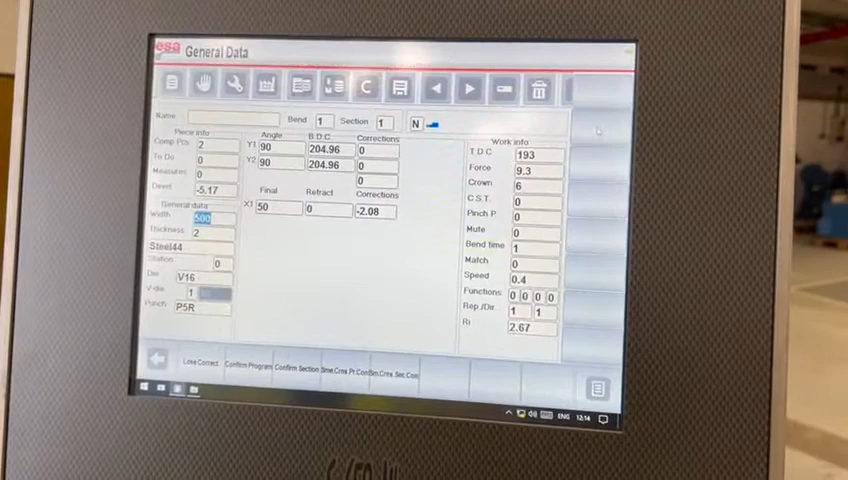 esa General Data
Name Bend 1 Section 1 N
Piece info Angle B.D.C Corrections Work info
Comp Pcs 2 Y1 90 204.96 0 T.D.C 193
To Do 0 Y2 90 204.96 0 Force 9.3
Measures 0 0 Crown 6
Devel -5.17 Final Retract Corrections C.S.T. 0
General data X1 50 0 -2.08 Pinch P 0
Width 500 Mute 0
Thickness 2 Bend time 1
Steel44 Match 0
Station 0 Speed 0.4
Die V16 Functions 0 0 0 0
V-die 1 Rep./Dir. 1 1
Punch P5R Ri 2.67
Confirm Program Confirm Section
ENG 12:14